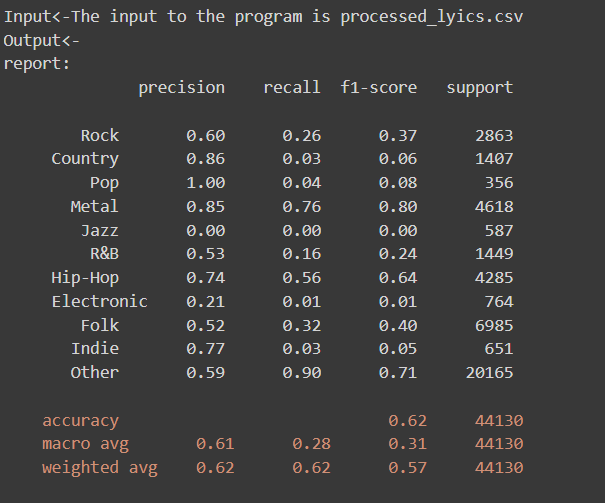 Input<-The input to the program is processed_lyics.csv
Output<-
report:
precision recall f1-score support
Rock 0.60 0.26 0.37 2863
Country 0.86 0.03 0.06 1407
Pop 1.00 0.04 0.08 356
Metal 0.85 0.76 0.80 4618
Jazz 0.00 0.00 0.00 587
R&B 0.53 0.16 0.24 1449
Hip-Hop 0.74 0.56 0.64 4285
Electronic 0.21 0.01 0.01 764
Folk 0.52 0.32 0.40 6985
Indie 0.77 0.03 0.05 651
Other 0.59 0.90 0.71 20165
accuracy 0.62 44130
macro avg 0.61 0.28 0.31 44130
weighted avg 0.62 0.62 0.57 44130